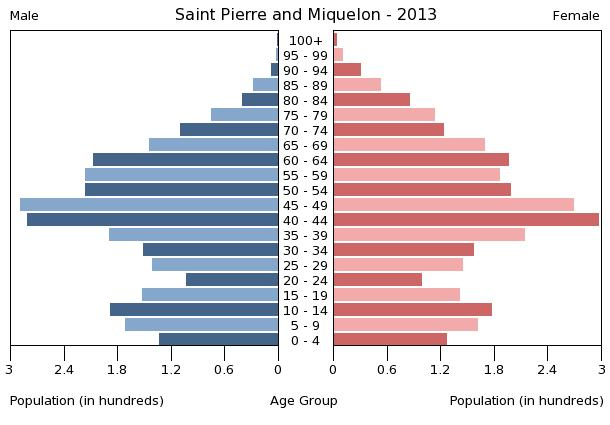 Male Saint Pierre and Miquelon - 2013 Female
100+
95 - 99
90 - 94
85 - 89
80 - 84
75 - 79
70 - 74
65 - 69
60 - 64
55 - 59
50 - 54
45 - 49
40 - 44
35 - 39
30 - 34
25 - 29
20 - 24
15 - 19
10 - 14
5 - 9
0 - 4
3 2.4 1.8 1.2 0.6 0 0 0.6 1.2 1.8 2.4 3
Population (in hundreds) Age Group Population (in hundreds)